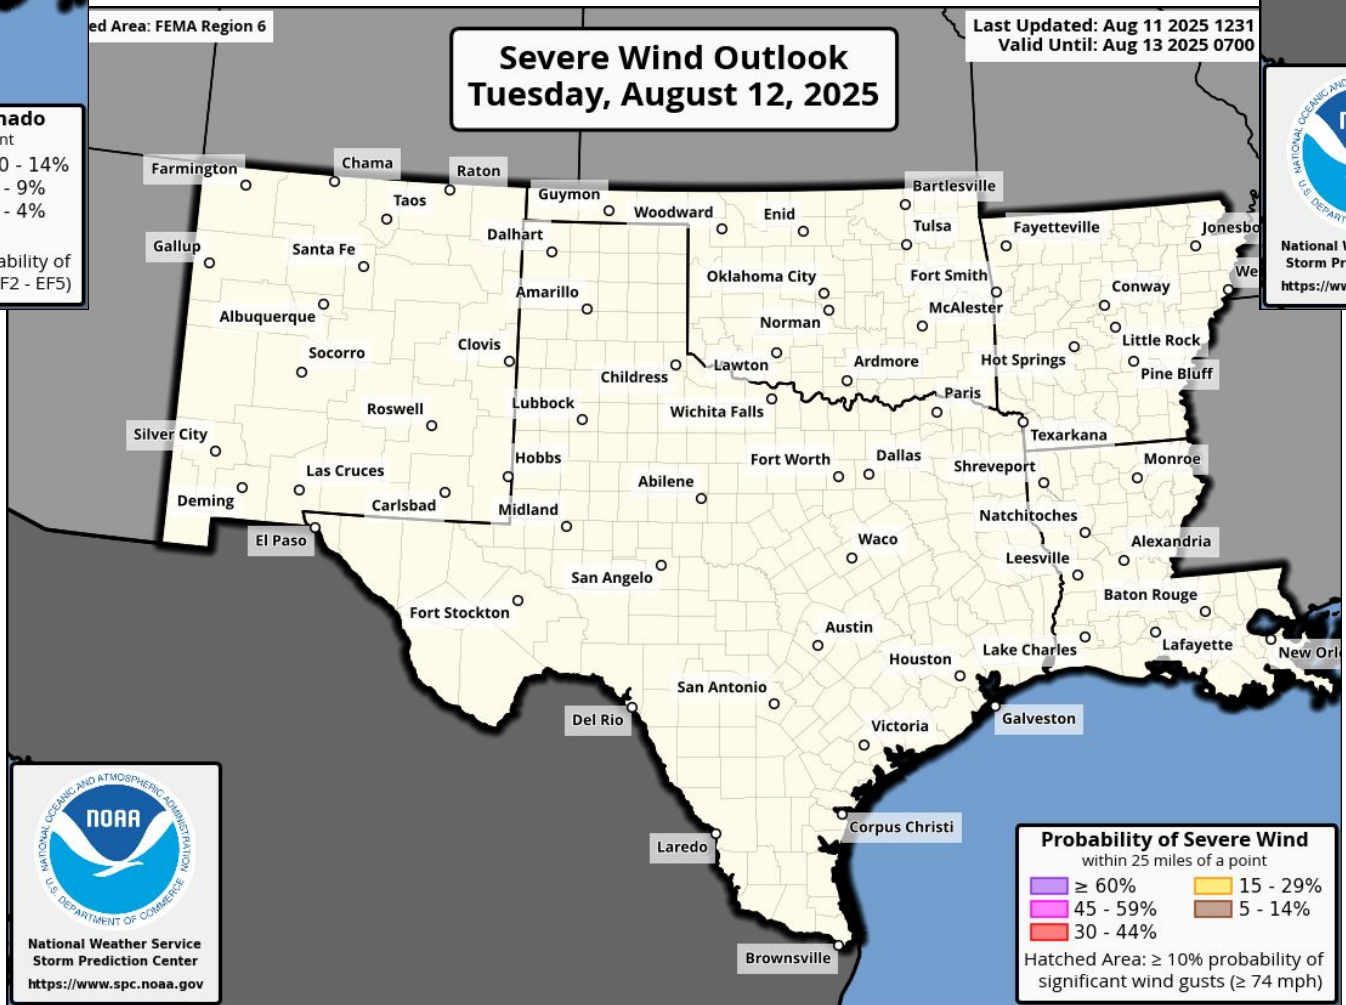 ed Area: FEMA Region 6
Last Updated: Aug 11 2025 1231
Valid Until: Aug 13 2025 0700
Severe Wind Outlook
Tuesday, August 12, 2025
nado
nt
0 - 14%
- 9%
- 4%
ability of
EF2 - EF5)
National W
Storm Pr
https://ww
Farmington
Chama
Raton
Guymon
Bartlesville
Taos
Woodward
Enid
Tulsa
Fayetteville
Jonesbo
Gallup
Santa Fe
Dalhart
Oklahoma City
Fort Smith
We
Amarillo
Conway
Albuquerque
Norman
McAlester
Socorro
Clovis
Little Rock
Childress
Lawton
Ardmore
Hot Springs
Pine Bluff
Roswell
Lubbock
Wichita Falls
Paris
Silver City
Texarkana
Las Cruces
Hobbs
Fort Worth
Dallas
Shreveport
Monroe
Deming
Carlsbad
Midland
Abilene
Natchitoches
El Paso
Waco
Alexandria
San Angelo
Leesville
Fort Stockton
Baton Rouge
Austin
Lake Charles
Lafayette
New Orl
Houston
San Antonio
Del Rio
Victoria
Galveston
Laredo
Corpus Christi
Brownsville
NATIONAL OCEANIC AND ATMOSPHERIC ADMINISTRATION
NOAA
U.S. DEPARTMENT OF COMMERCE
National Weather Service
Storm Prediction Center
https://www.spc.noaa.gov
Probability of Severe Wind
within 25 miles of a point
≥ 60%
15 - 29%
45 - 59%
5 - 14%
30 - 44%
Hatched Area: ≥ 10% probability of
significant wind gusts (≥ 74 mph)